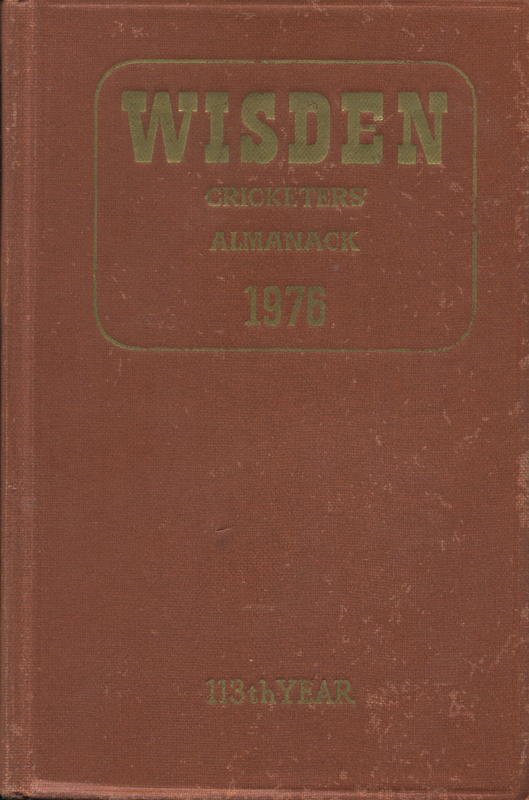 WISDEN
CRICKETERS'
ALMANACK
1976
113th YEAR